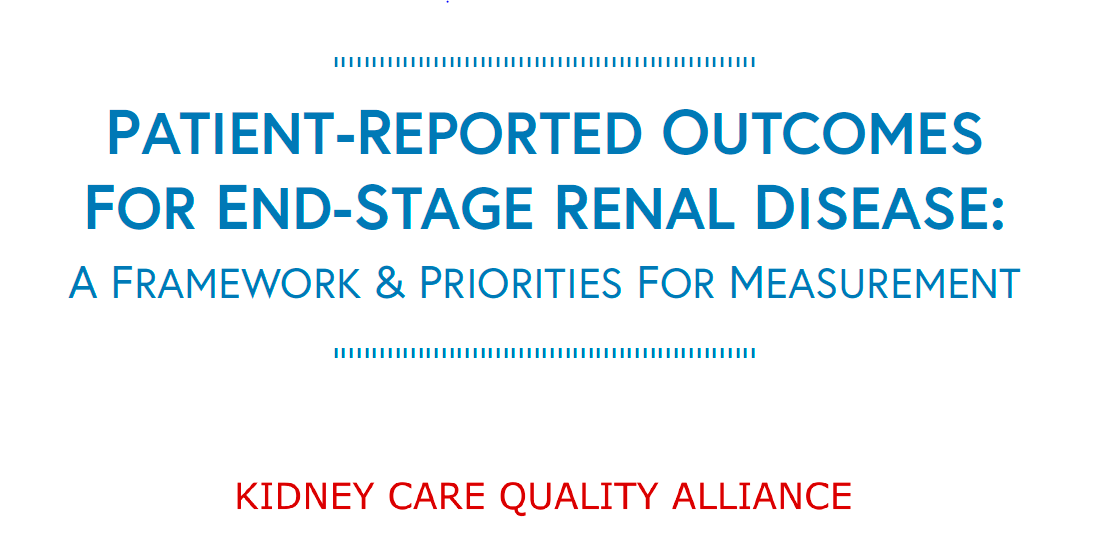 PATIENT-REPORTED OUTCOMES
FOR END-STAGE RENAL DISEASE:
A FRAMEWORK & PRIORITIES FOR MEASUREMENT
KIDNEY CARE QUALITY ALLIANCE